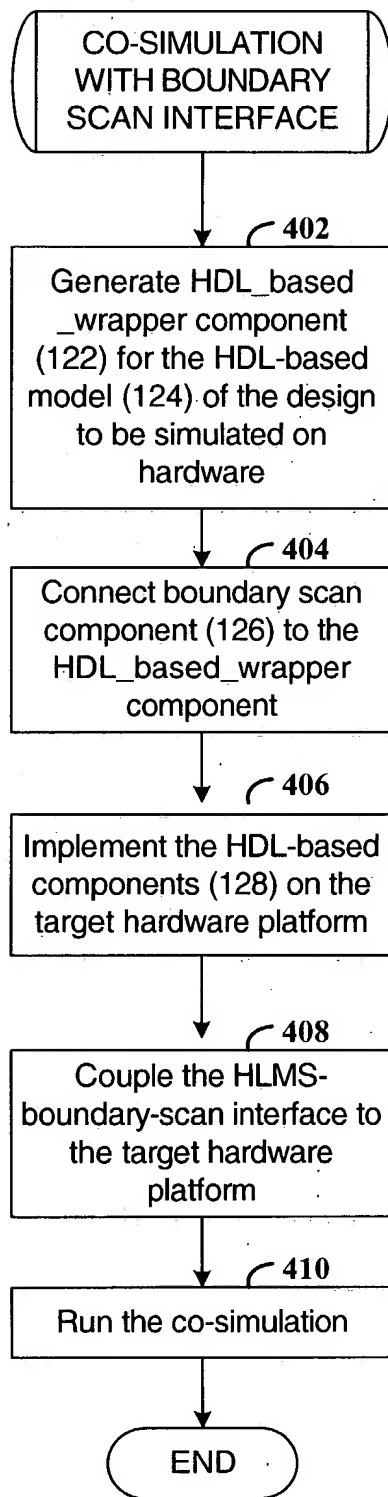 CO-SIMULATION
WITH BOUNDARY
SCAN INTERFACE
402
Generate HDL_based
_wrapper component
(122) for the HDL-based
model (124) of the design
to be simulated on
hardware
404
Connect boundary scan
component (126) to the
HDL_based_wrapper
component
406
Implement the HDL-based
components (128) on the
target hardware platform
408
Couple the HLMS-
boundary-scan interface to
the target hardware
platform
410
Run the co-simulation
END